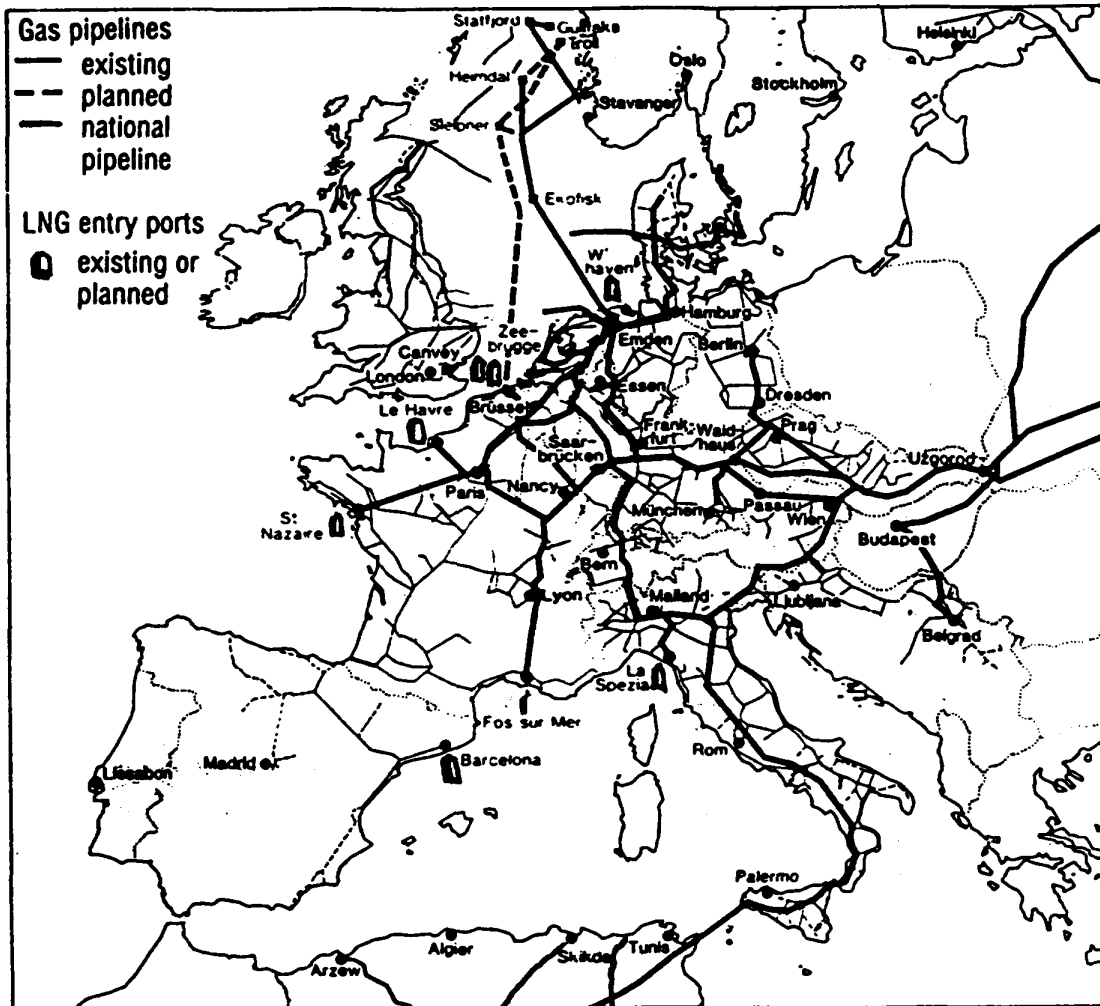 Gas pipelines
existing
planned
national
pipeline
LNG entry ports
existing or
planned
Statfjord
Gullfaks
Troll
Heimdal
Oslo
Helsinki
Stockholm
Stavanger
Sleipner
Ekofisk
W'
haven
Hamburg
Zee-
brugge
Emden
Berlin
Canvey
London
Essen
Dresden
Le Havre
Brüssel
Frank-
furt
Wald-
haus
Prag
Saar-
brücken
Užgorod
Paris
Nancy
München
Passau
Wien
St
Nazaire
Budapest
Bern
Lyon
Mailand
Ljubljana
Belgrad
La
Spezia
Fos sur Mer
Rom
Barcelona
Madrid
Lissabon
Palermo
Algier
Skikda
Tunis
Arzew